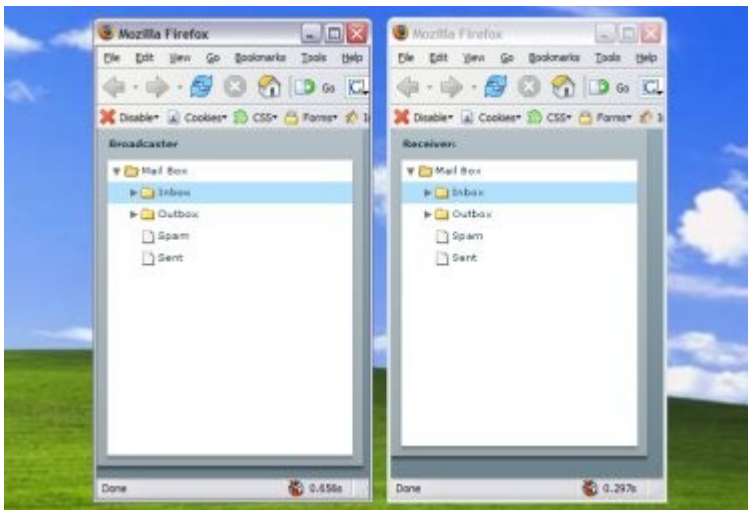 Mozilla Firefox
File Edit View Go Bookmarks Tools Help
Go
Disable Cookies CSS Forms
Broadcaster
Mail Box
Inbox
Outbox
Spam
Sent
Done 0.656s
Mozilla Firefox
File Edit View Go Bookmarks Tools Help
Go
Disable Cookies CSS Forms
Receiver:
Mail Box
Inbox
Outbox
Spam
Sent
Done 0.297s